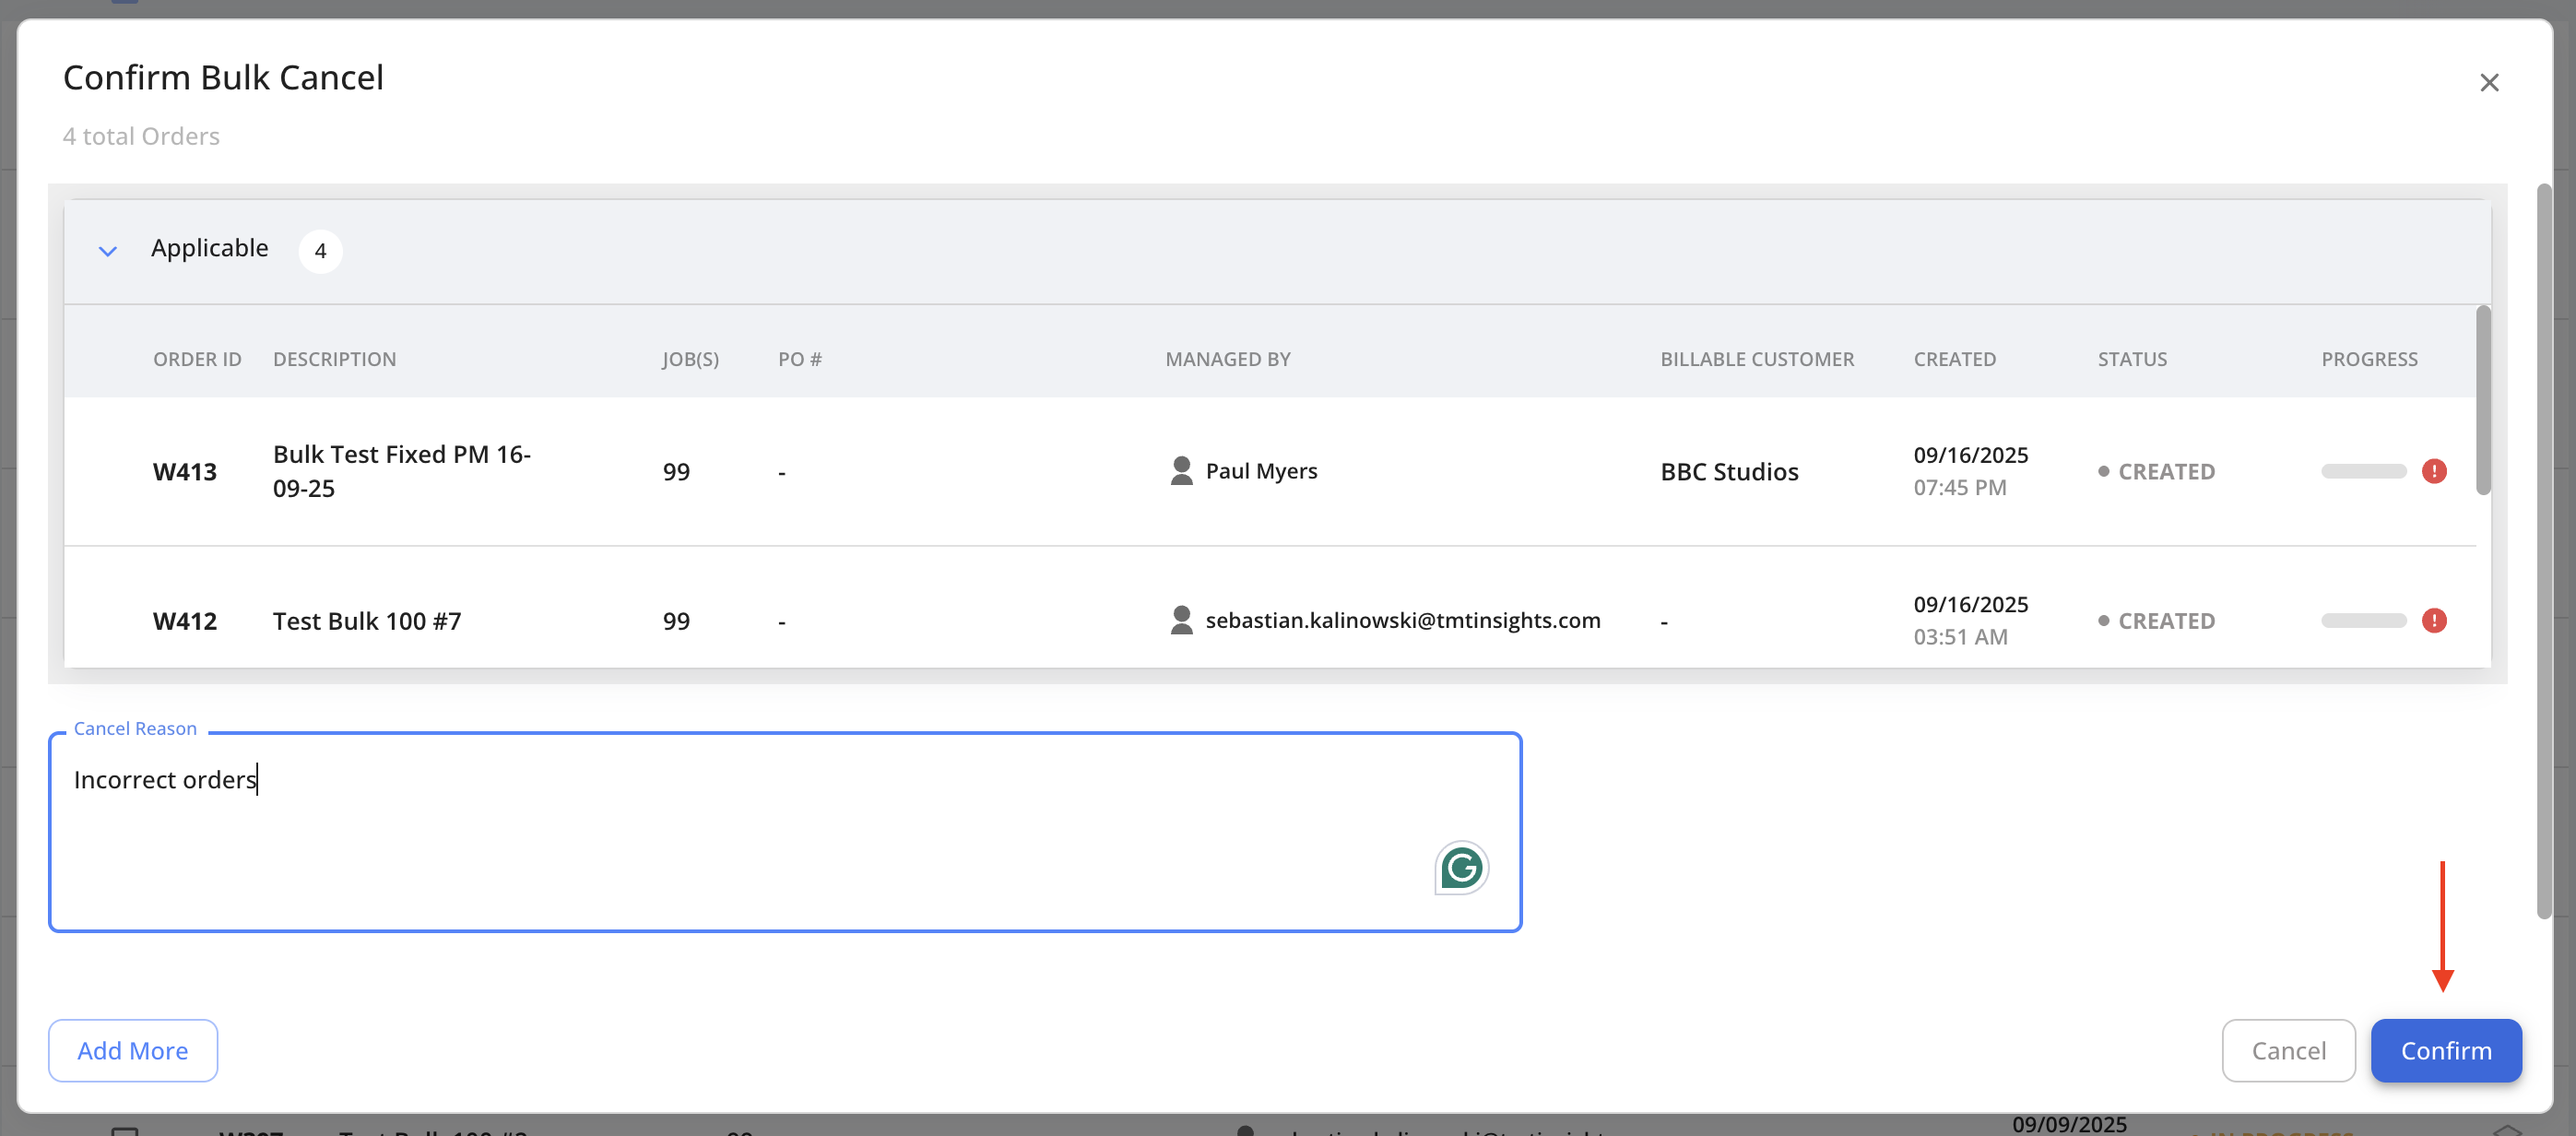 Confirm Bulk Cancel
4 total Orders
Applicable 4
ORDER ID DESCRIPTION JOB(S) PO # MANAGED BY BILLABLE CUSTOMER CREATED STATUS PROGRESS
W413 Bulk Test Fixed PM 16- 99 - Paul Myers BBC Studios 09/16/2025 CREATED !
09-25 07:45 PM
W412 Test Bulk 100 #7 99 - sebastian.kalinowski@tmtinsights.com - 09/16/2025 CREATED !
03:51 AM
Cancel Reason
Incorrect orders
G
Add More Cancel Confirm
09/09/2025